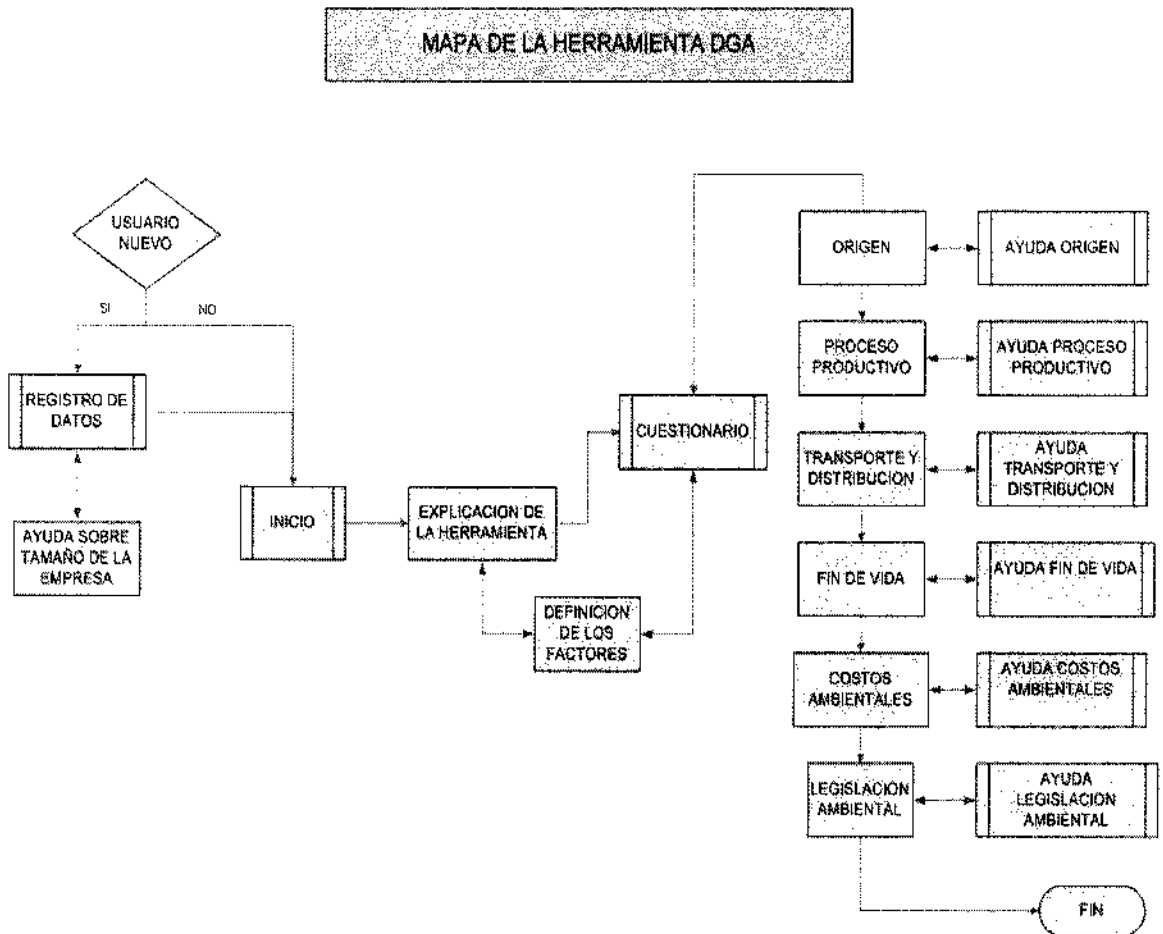 MAPA DE LA HERRAMIENTA DGA
USUARIO
NUEVO
SI
NO
REGISTRO DE
DATOS
AYUDA SOBRE
TAMAÑO DE LA
EMPRESA
INICIO
EXPLICACION DE
LA HERRAMIENTA
DEFINICION
DE LOS
FACTORES
CUESTIONARIO
ORIGEN
AYUDA ORIGEN
PROCESO
PRODUCTIVO
AYUDA PROCESO
PRODUCTIVO
TRANSPORTE Y
DISTRIBUCION
AYUDA
TRANSPORTE Y
DISTRIBUCION
FIN DE VIDA
AYUDA FIN DE VIDA
COSTOS
AMBIENTALES
AYUDA COSTOS
AMBIENTALES
LEGISLACION
AMBIENTAL
AYUDA
LEGISLACION
AMBIENTAL
FIN